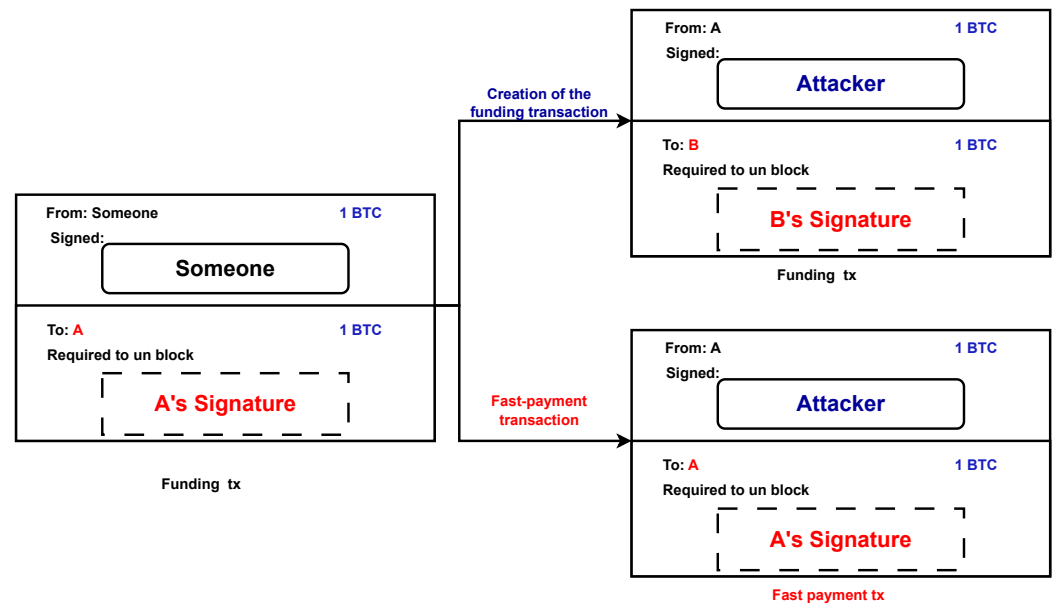 From: Someone 1 BTC
Signed:
Someone
To: A 1 BTC
Required to un block
A's Signature
Funding tx
Creation of the
funding transaction
Fast-payment
transaction
From: A 1 BTC
Signed:
Attacker
To: B 1 BTC
Required to un block
B's Signature
Funding tx
From: A 1 BTC
Signed:
Attacker
To: A 1 BTC
Required to un block
A's Signature
Fast payment tx